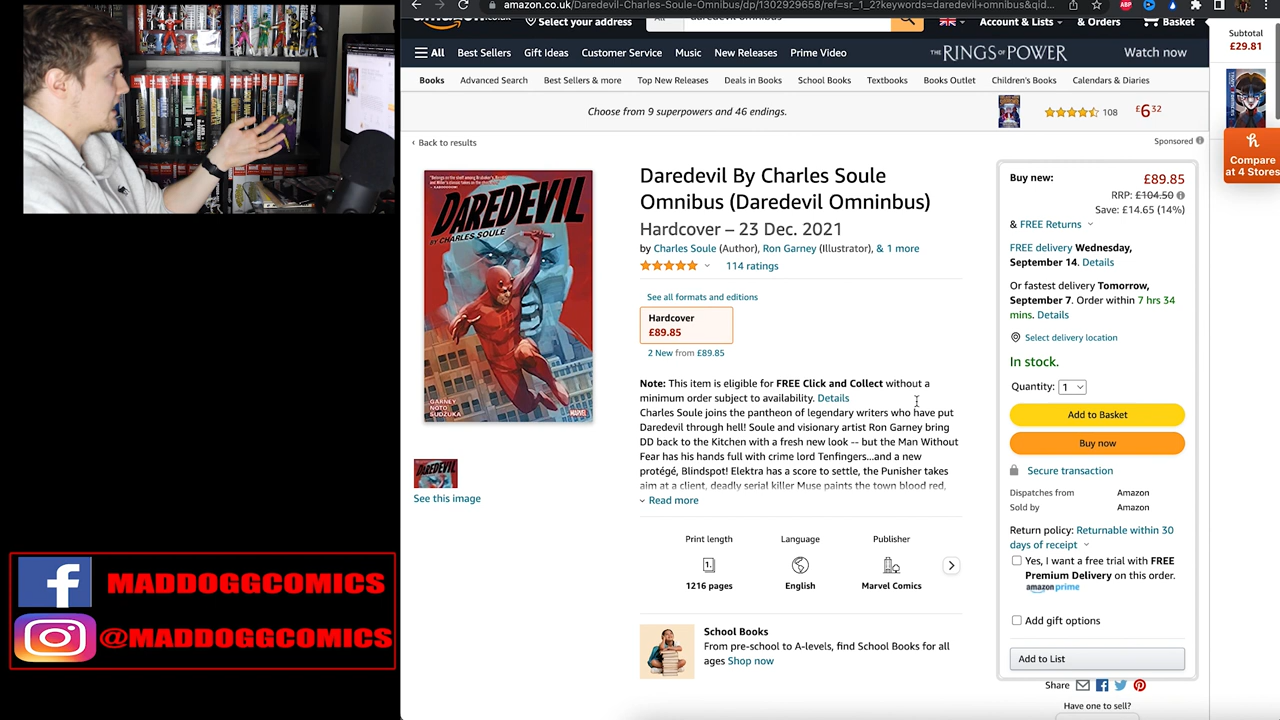 amazon.co.uk/Daredevil-Charles-Soule-Omnibus/dp/1302929658/ref=sr_1_2?keywords=daredevil+omnibus&qid...
Select your address
All
daredevil omnibus
Account & Lists
& Orders
Basket
All
Best Sellers
Gift Ideas
Customer Service
Music
New Releases
Prime Video
THE RINGS OF POWER
Watch now
Books
Advanced Search
Best Sellers & more
Top New Releases
Deals in Books
School Books
Textbooks
Books Outlet
Children's Books
Calendars & Diaries
Choose from 9 superpowers and 46 endings.
108
£6 32
Sponsored
Subtotal
£29.81
Compare
at 4 Stores
‹ Back to results
DAREDEVIL
BY CHARLES SOULE
GARNEY
NOTO
SUDZUKA
MARVEL
See this image
Daredevil By Charles Soule
Omnibus (Daredevil Omninbus)
Hardcover – 23 Dec. 2021
by Charles Soule (Author), Ron Garney (Illustrator), & 1 more
114 ratings
See all formats and editions
Hardcover
£89.85
2 New from £89.85
Note: This item is eligible for FREE Click and Collect without a
minimum order subject to availability. Details
Charles Soule joins the pantheon of legendary writers who have put
Daredevil through hell! Soule and visionary artist Ron Garney bring
DD back to the Kitchen with a fresh new look -- but the Man Without
Fear has his hands full with crime lord Tenfingers...and a new
protégé, Blindspot! Elektra has a score to settle, the Punisher takes
aim at a client, deadly serial killer Muse paints the town blood red,
Read more
Print length
Language
Publisher
1216 pages
English
Marvel Comics
School Books
From pre-school to A-levels, find School Books for all
ages Shop now
Buy new:
£89.85
RRP: £104.50
Save: £14.65 (14%)
& FREE Returns
FREE delivery Wednesday,
September 14. Details
Or fastest delivery Tomorrow,
September 7. Order within 7 hrs 34
mins. Details
Select delivery location
In stock.
Quantity: 1
Add to Basket
Buy now
Secure transaction
Dispatches from Amazon
Sold by Amazon
Return policy: Returnable within 30
days of receipt
Yes, I want a free trial with FREE
Premium Delivery on this order.
amazon prime
Add gift options
Add to List
Share
Have one to sell?
MADDOGGCOMICS
@MADDOGGCOMICS